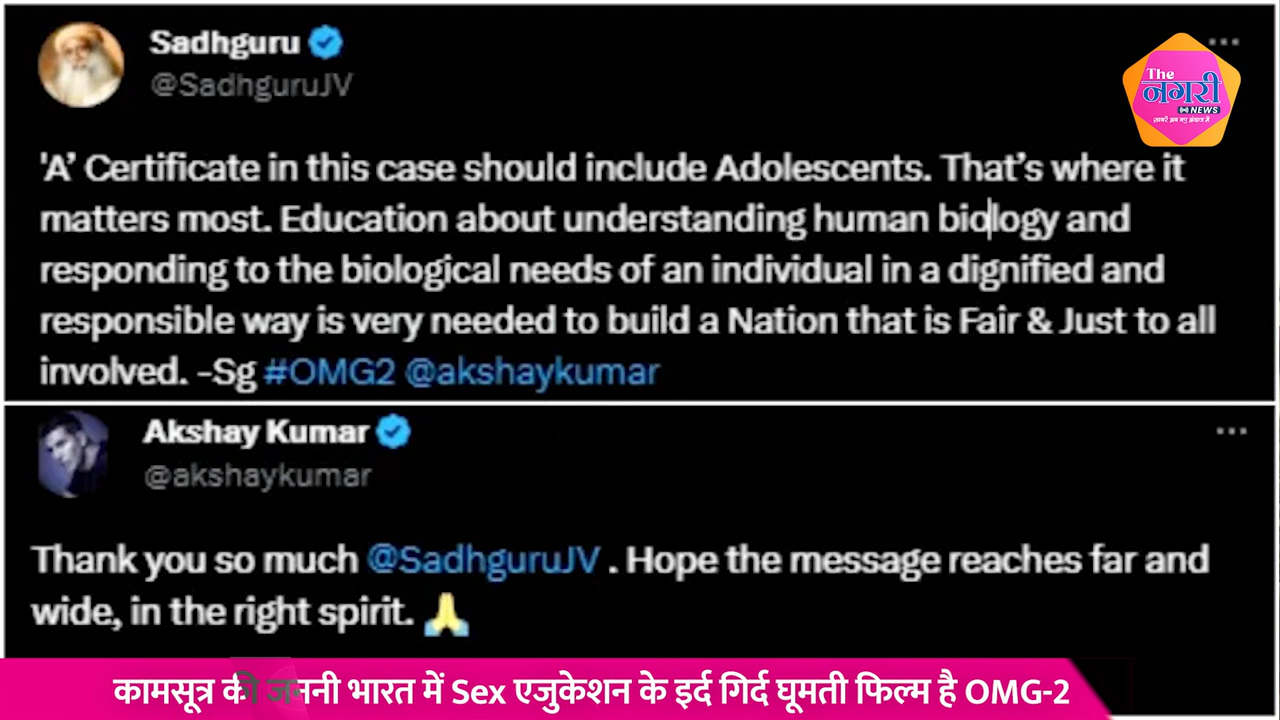 Sadhguru
@SadhguruJV
The
नगरी
NEWS
'A' Certificate in this case should include Adolescents. That's where it
matters most. Education about understanding human biology and
responding to the biological needs of an individual in a dignified and
responsible way is very needed to build a Nation that is Fair & Just to all
involved. -Sg #OMG2 @akshaykumar
Akshay Kumar
@akshaykumar
Thank you so much @SadhguruJV . Hope the message reaches far and
wide, in the right spirit. 🙏
कामसूत्र की जननी भारत में Sex एजुकेशन के इर्द गिर्द घूमती फिल्म है OMG-2